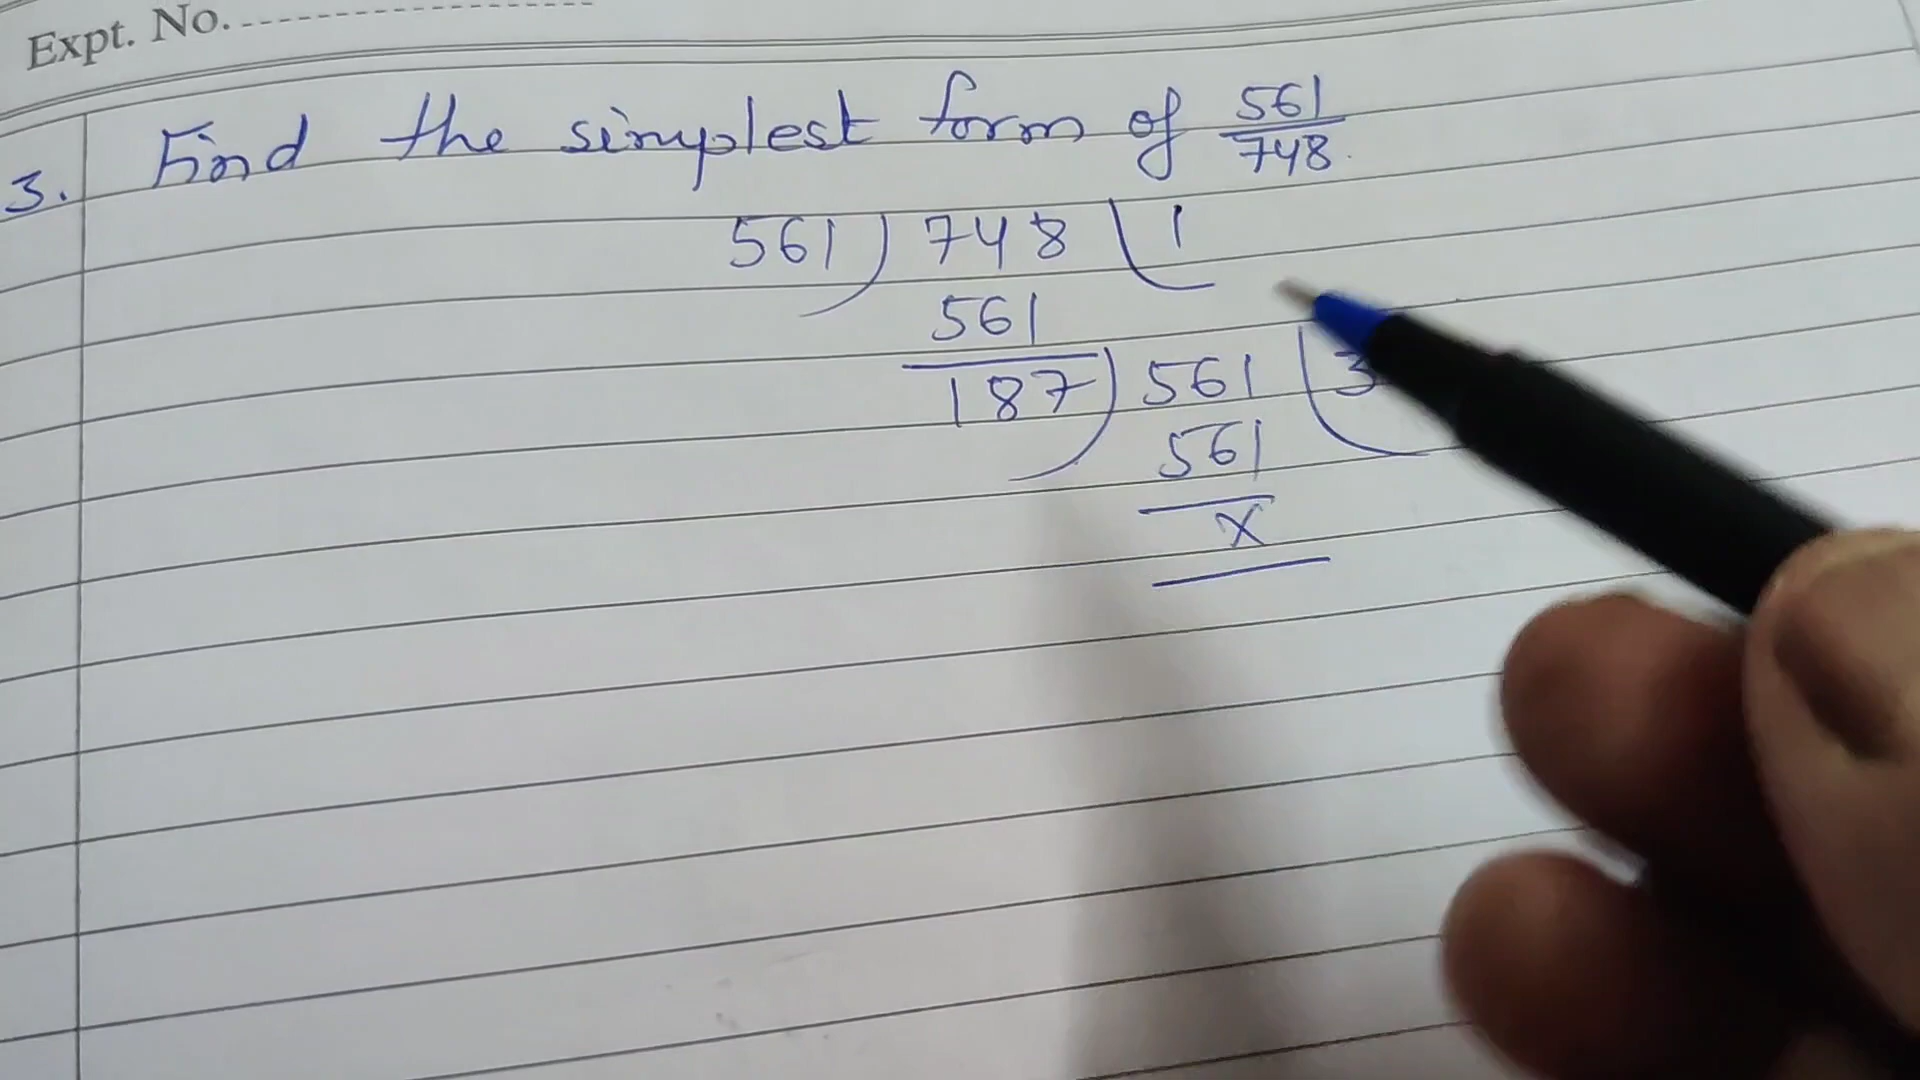 Expt. No.
3. Find the simplest form of 561/748.
561 ) 748 ( 1
561
187 ) 561 ( 3
561
x